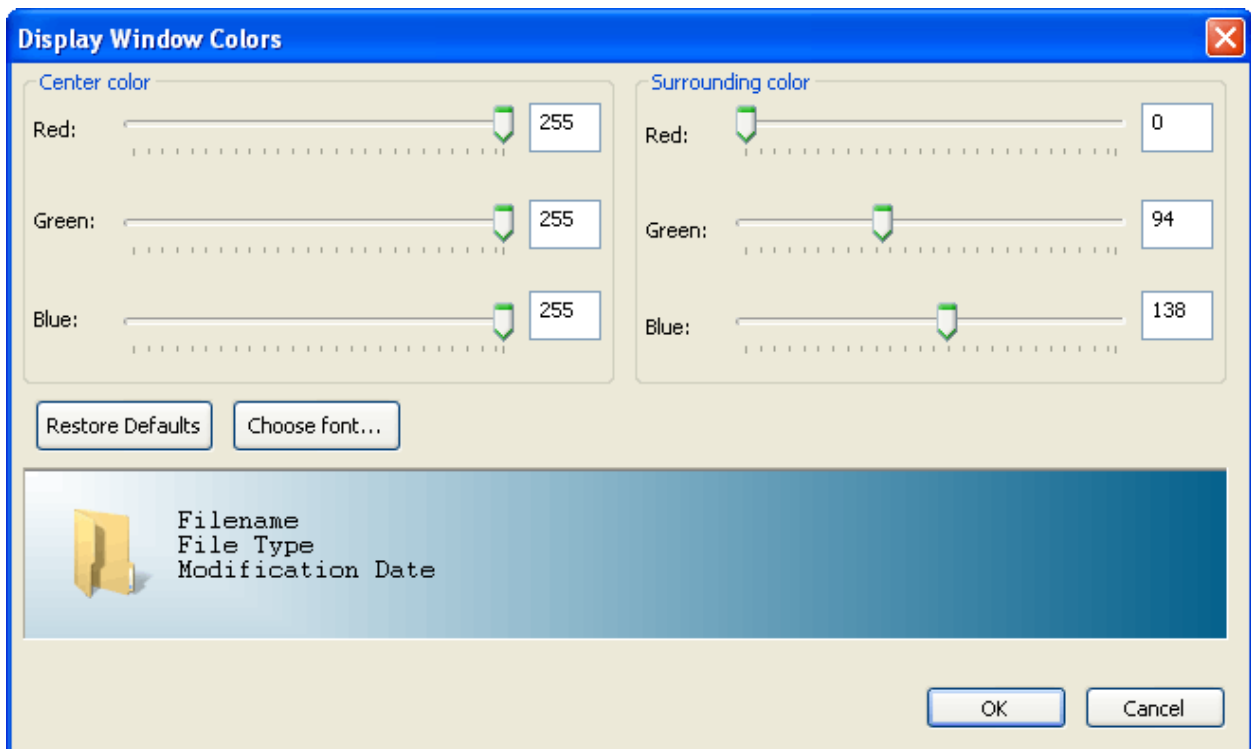 Display Window Colors
Center color
Red: 255
Green: 255
Blue: 255
Surrounding color
Red: 0
Green: 94
Blue: 138
Restore Defaults
Choose font...
Filename
File Type
Modification Date
OK
Cancel